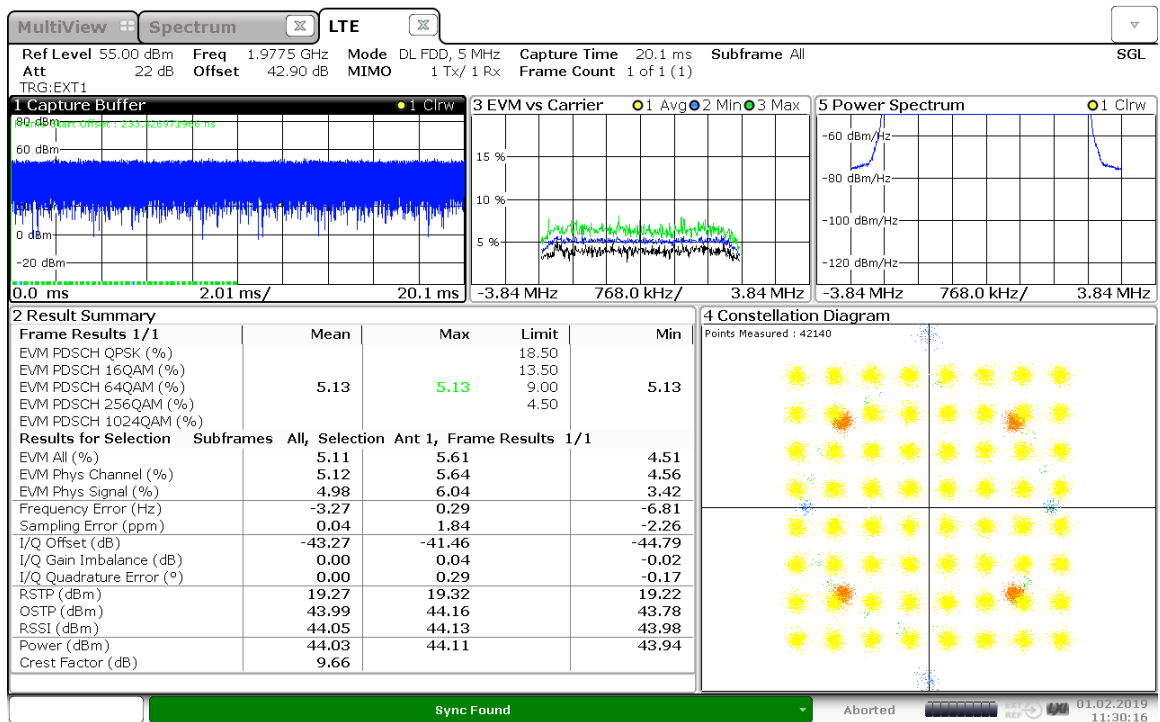 MultiView Spectrum LTE
Ref Level 55.00 dBm Freq 1.9775 GHz Mode DL FDD, 5 MHz Capture Time 20.1 ms Subframe All SGL
Att 22 dB Offset 42.90 dB MIMO 1 Tx/ 1 Rx Frame Count 1 of 1 (1)
TRG:EXT1
1 Capture Buffer 1 Clrw
80 dBm
Frame Start Offset : 233.326971966 ns
60 dBm
0 dBm
-20 dBm
0.0 ms 2.01 ms/ 20.1 ms
3 EVM vs Carrier 1 Avg 2 Min 3 Max
15 %
10 %
5 %
-3.84 MHz 768.0 kHz/ 3.84 MHz
5 Power Spectrum 1 Clrw
-60 dBm/Hz
-80 dBm/Hz
-100 dBm/Hz
-120 dBm/Hz
-3.84 MHz 768.0 kHz/ 3.84 MHz
2 Result Summary
Frame Results 1/1 Mean Max Limit Min
EVM PDSCH QPSK (%) 18.50
EVM PDSCH 16QAM (%) 13.50
EVM PDSCH 64QAM (%) 5.13 5.13 9.00 5.13
EVM PDSCH 256QAM (%) 4.50
EVM PDSCH 1024QAM (%)
Results for Selection Subframes All, Selection Ant 1, Frame Results 1/1
EVM All (%) 5.11 5.61 4.51
EVM Phys Channel (%) 5.12 5.64 4.56
EVM Phys Signal (%) 4.98 6.04 3.42
Frequency Error (Hz) -3.27 0.29 -6.81
Sampling Error (ppm) 0.04 1.84 -2.26
I/Q Offset (dB) -43.27 -41.46 -44.79
I/Q Gain Imbalance (dB) 0.00 0.04 -0.02
I/Q Quadrature Error (°) 0.00 0.29 -0.17
RSTP (dBm) 19.27 19.32 19.22
OSTP (dBm) 43.99 44.16 43.78
RSSI (dBm) 44.05 44.13 43.98
Power (dBm) 44.03 44.11 43.94
Crest Factor (dB) 9.66
4 Constellation Diagram
Points Measured : 42140
Sync Found Aborted EXT REF LXI 01.02.2019
11:30:16